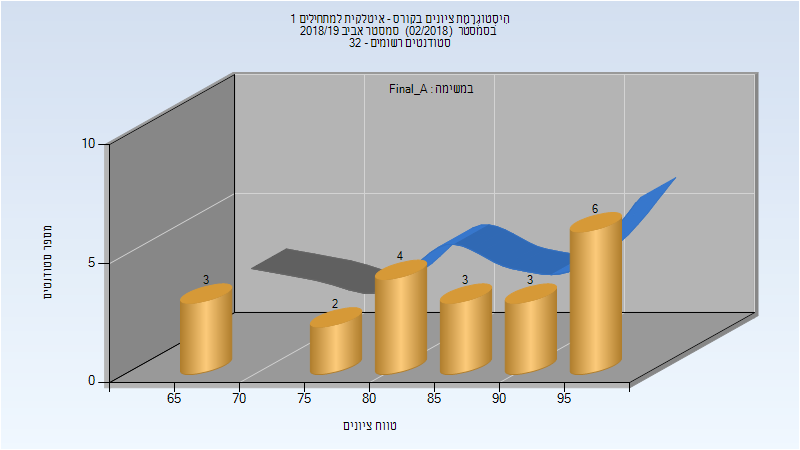 היסטוגרמת ציונים בקורס - איטלקית למתחילים 1
בסמסטר (02/2018) סמסטר אביב 2018/19
סטודנטים רשומים - 32
במשימה : Final_A
10
5
0
מספר סטודנטים
3
2
4
3
3
6
65
70
75
80
85
90
95
טווח ציונים